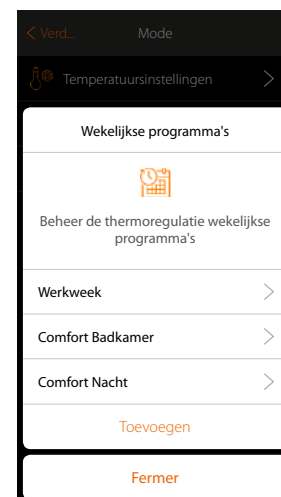 Verd... Mode
Temperatuursinstellingen
Wekelijkse programma's
Beheer de thermoregulatie wekelijkse
programma's
Werkweek
Comfort Badkamer
Comfort Nacht
Toevoegen
Fermer